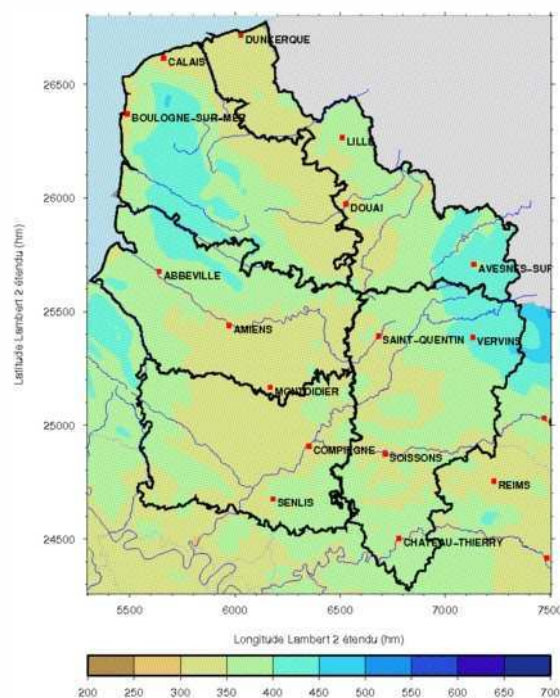 DUNKERQUE
26500
CALAIS
BOULOGNE-SUR-MER
LILLE
26000
DOUAI
AVESNES-SUR
ABBEVILLE
25500
AMIENS
SAINT-QUENTIN
VERVINS
MONTDIDIER
25000
COMPIEGNE
SOISSONS
REIMS
SENLIS
24500
CHATEAU-THIERRY
Latitude Lambert 2 étendu (hm)
5500 6000 6500 7000 7500
Longitude Lambert 2 étendu (hm)
200 250 300 350 400 450 500 550 600 650 700